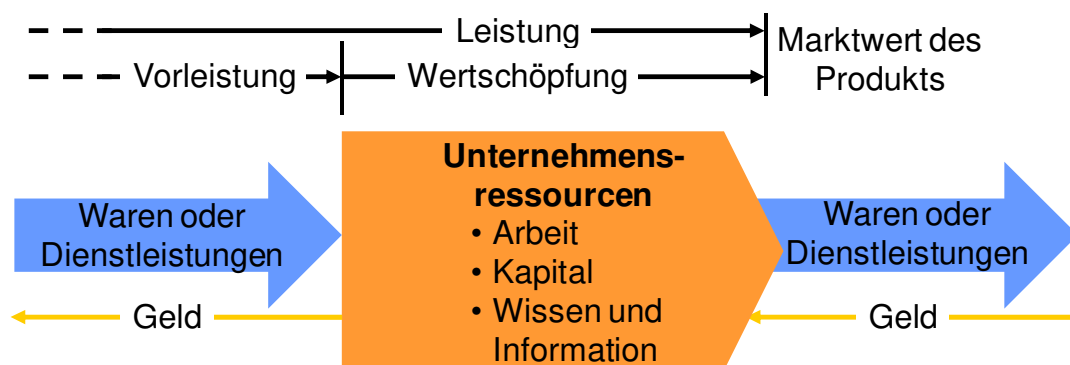 Leistung
Marktwert des
Produkts
Vorleistung
Wertschöpfung
Unternehmens-
ressourcen
• Arbeit
• Kapital
• Wissen und
Information
Waren oder
Dienstleistungen
Geld
Waren oder
Dienstleistungen
Geld